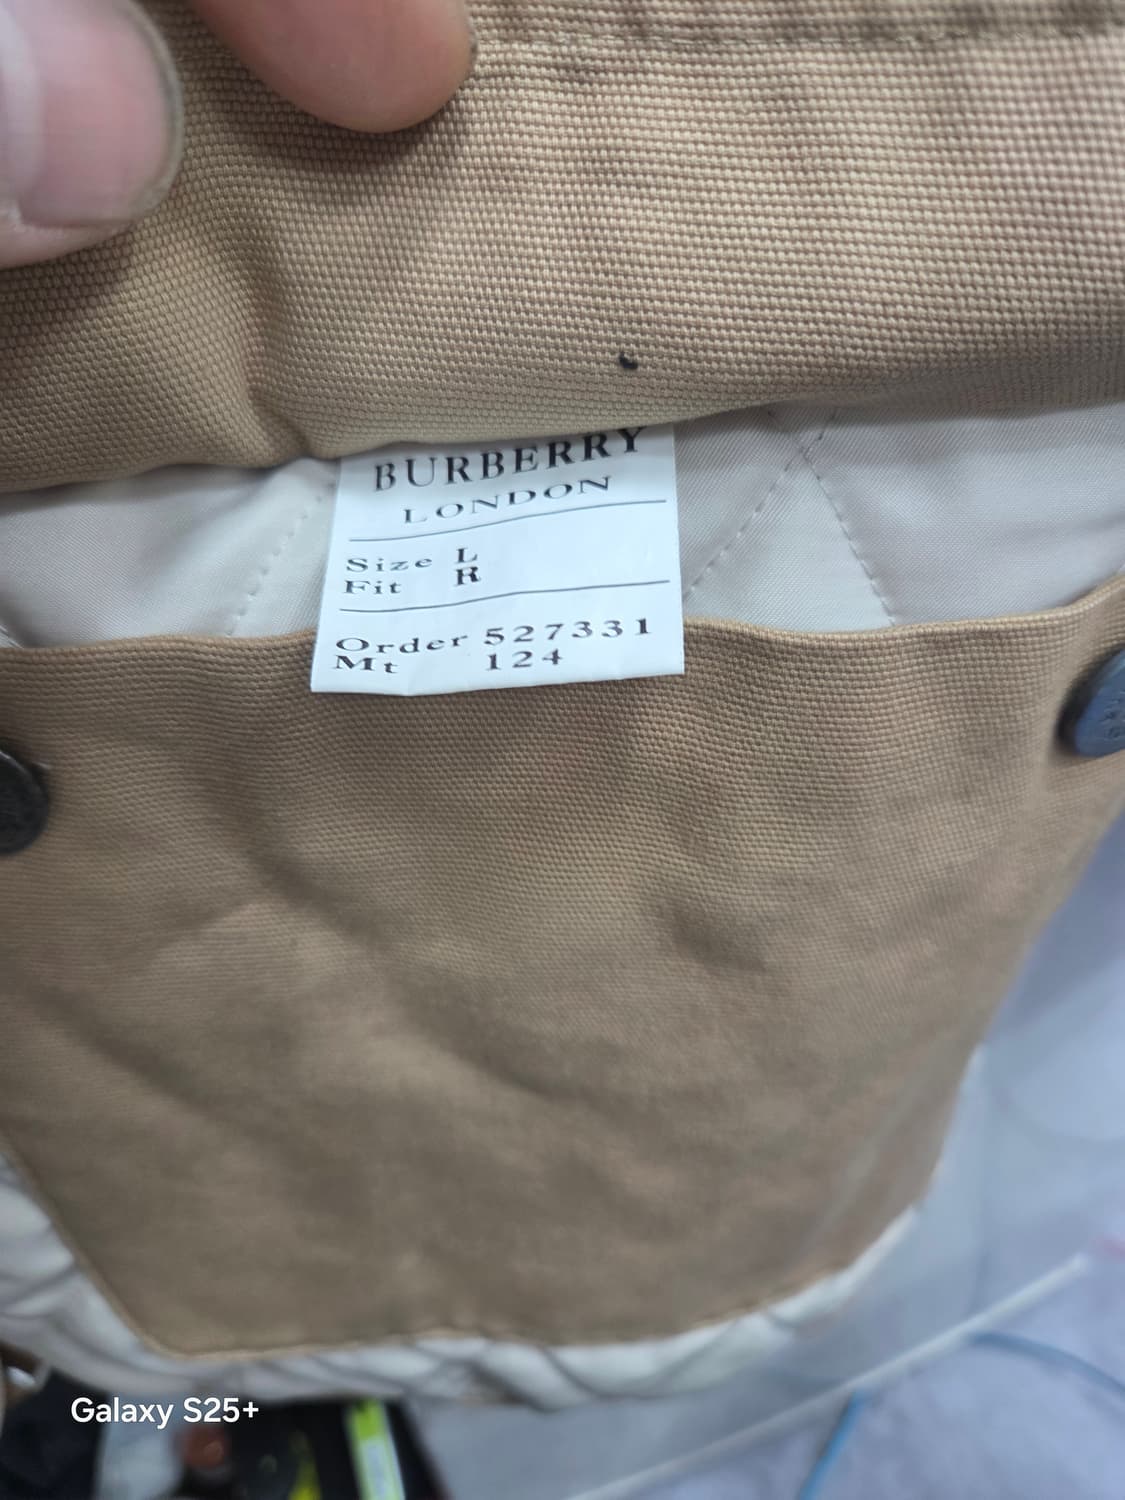 BURBERRY
LONDON
Size L
Fit R
Order 527331
Mt 124
Galaxy S25+